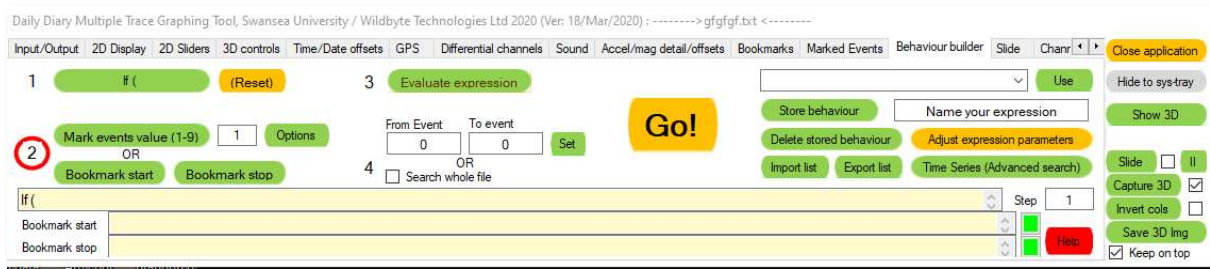 Daily Diary Multiple Trace Graphing Tool, Swansea University / Wildbyte Technologies Ltd 2020 (Ver: 18/Mar/2020) : -------->gfgfgf.txt <--------
Input/Output 2D Display 2D Sliders 3D controls Time/Date offsets GPS Differential channels Sound Accel/mag detail/offsets Bookmarks Marked Events Behaviour builder Slide Chanr Close application
1 If ( (Reset) 3 Evaluate expression Use Hide to sys-tray
Store behaviour Name your expression Show 3D
Mark events value (1-9) 1 Options From Event To event Go!
0 0 Set Delete stored behaviour Adjust expression parameters
2 OR OR
Bookmark start Bookmark stop 4 Search whole file Import list Export list Time Series (Advanced search) Slide II
Capture 3D
If ( Step 1 Invert cols
Bookmark start Save 3D Img
Bookmark stop Help Keep on top